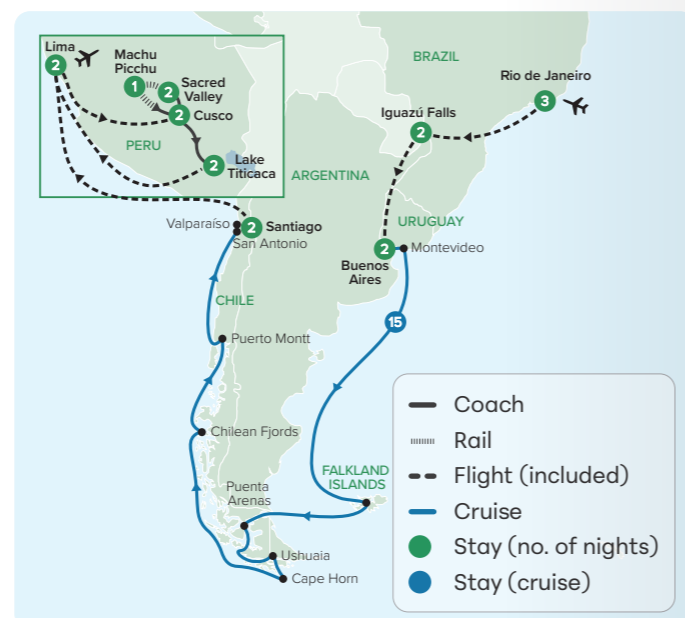 Lima
2
Machu
Picchu
1
2
Sacred
Valley
2
Cusco
PERU
2
Lake
Titicaca
BRAZIL
Rio de Janeiro
3
Iguazú Falls
2
ARGENTINA
URUGUAY
Valparaíso
2
Santiago
San Antonio
2
Montevideo
Buenos
Aires
CHILE
15
Puerto Montt
Chilean Fjords
FALKLAND
ISLANDS
Puenta
Arenas
Ushuaia
Cape Horn
Coach
Rail
Flight (included)
Cruise
Stay (no. of nights)
Stay (cruise)